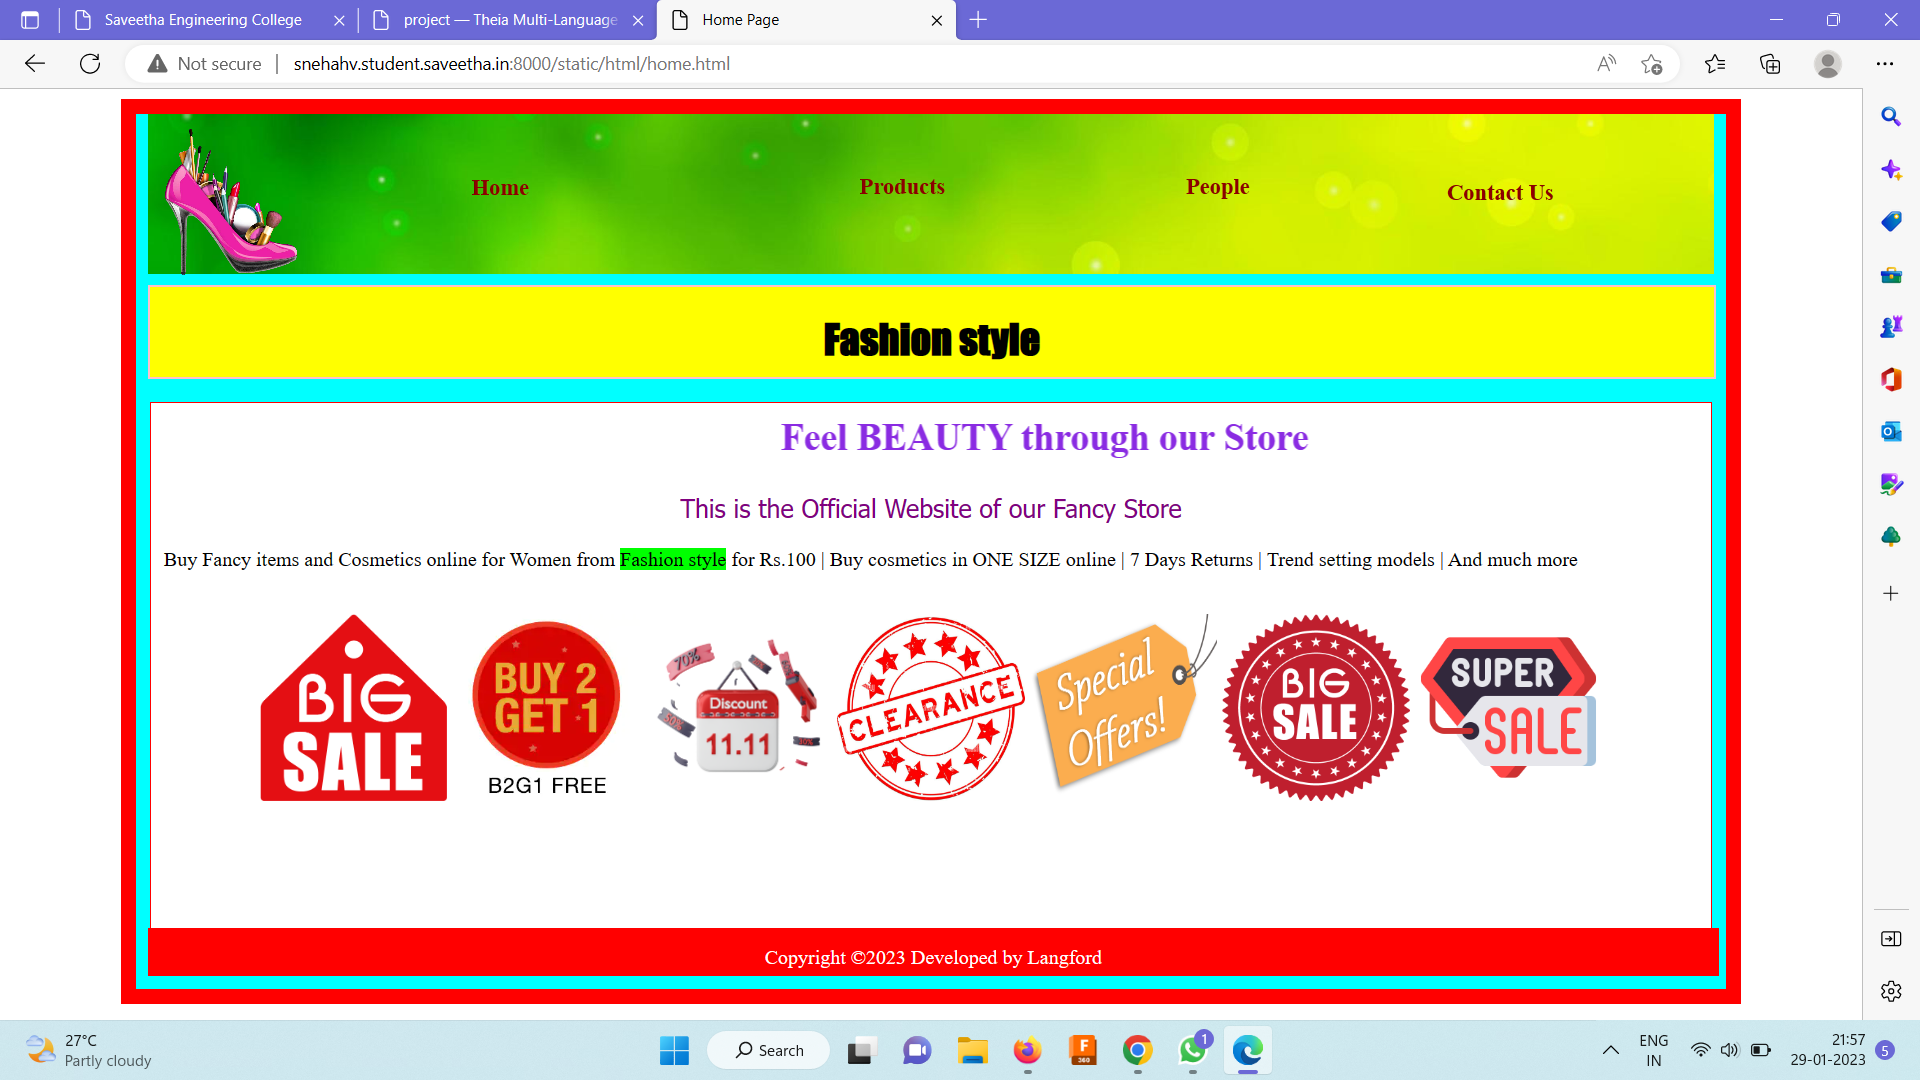 Saveetha Engineering College
project — Theia Multi-Language
Home Page
Not secure
snehahv.student.saveetha.in:8000/static/html/home.html
Home
Products
People
Contact Us
Fashion style
Feel BEAUTY through our Store
This is the Official Website of our Fancy Store
Buy Fancy items and Cosmetics online for Women from Fashion style for Rs.100 | Buy cosmetics in ONE SIZE online | 7 Days Returns | Trend setting models | And much more
BIG
SALE
BUY 2
GET 1
B2G1 FREE
70%
50%
Discount
11.11
CLEARANCE
Special
Offers!
BIG
SALE
SUPER
SALE
Copyright ©2023 Developed by Langford
27°C
Partly cloudy
Search
F
360
1
ENG
IN
21:57
29-01-2023
5